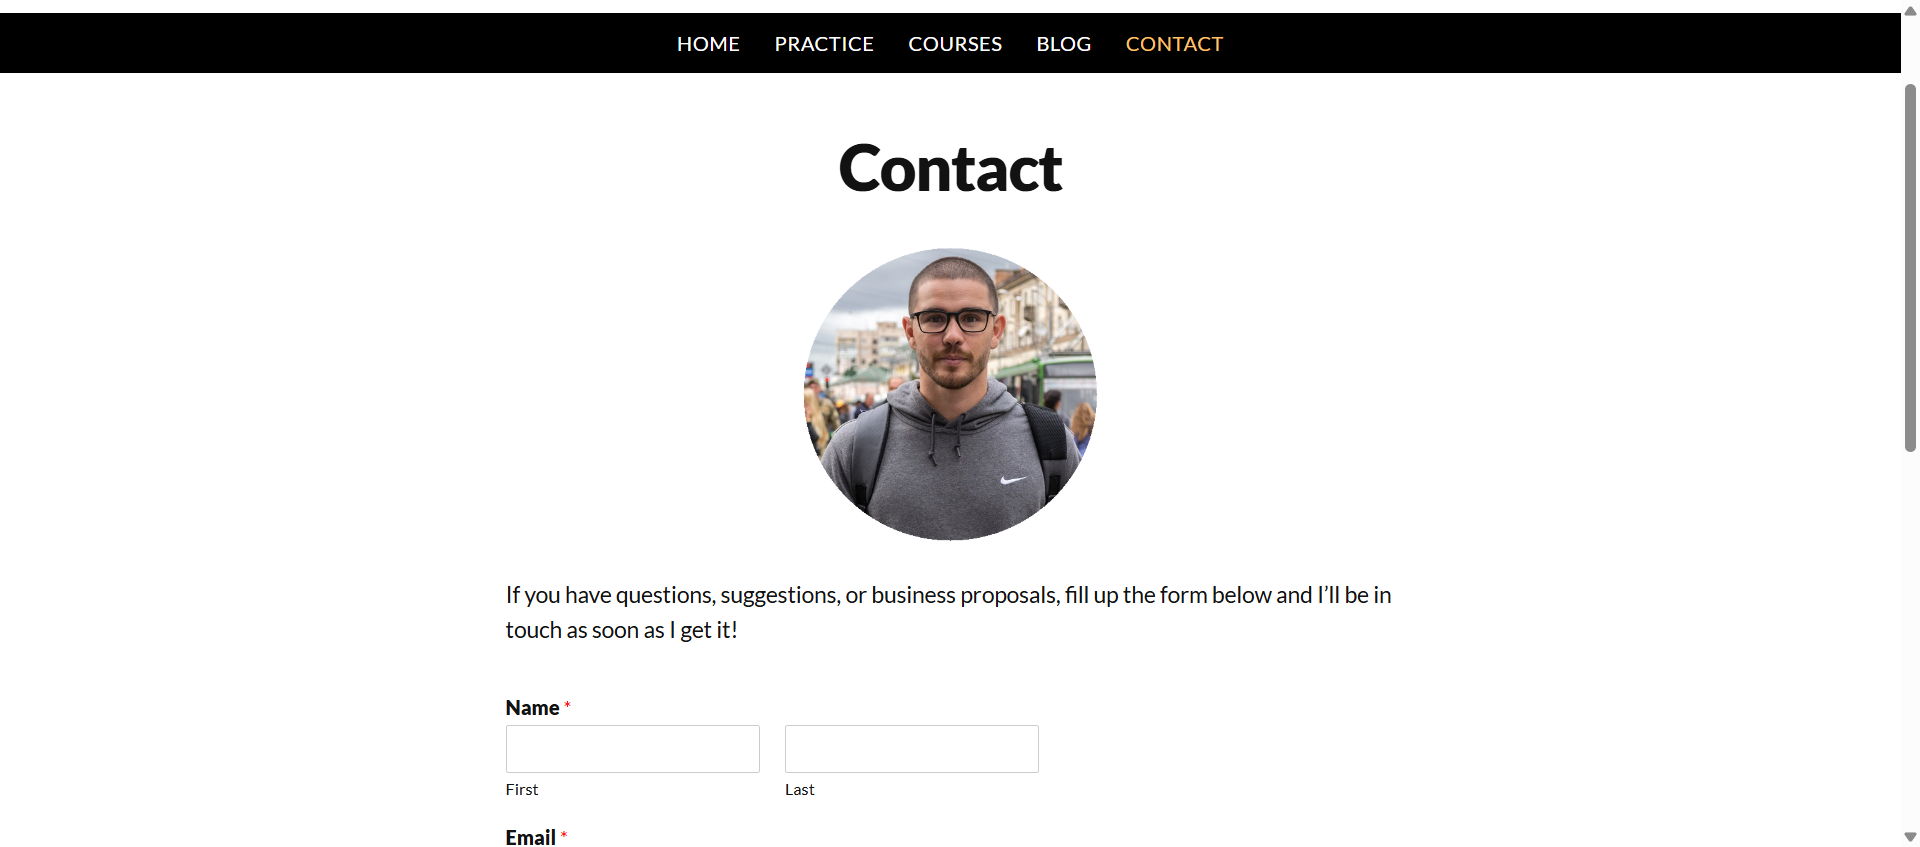 HOME PRACTICE COURSES BLOG CONTACT
Contact
If you have questions, suggestions, or business proposals, fill up the form below and I’ll be in
touch as soon as I get it!
Name *
First Last
Email *